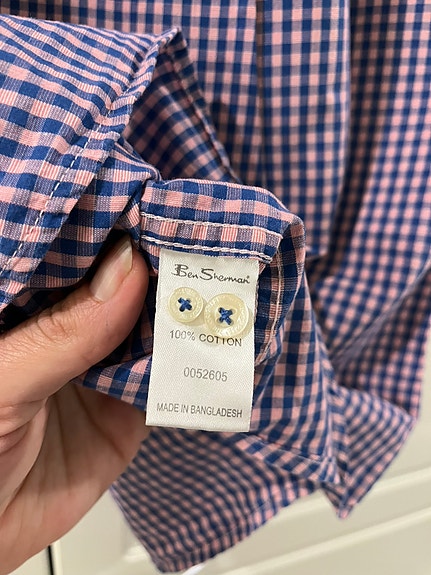 Ben Sherman®
100% COTTON
0052605
MADE IN BANGLADESH